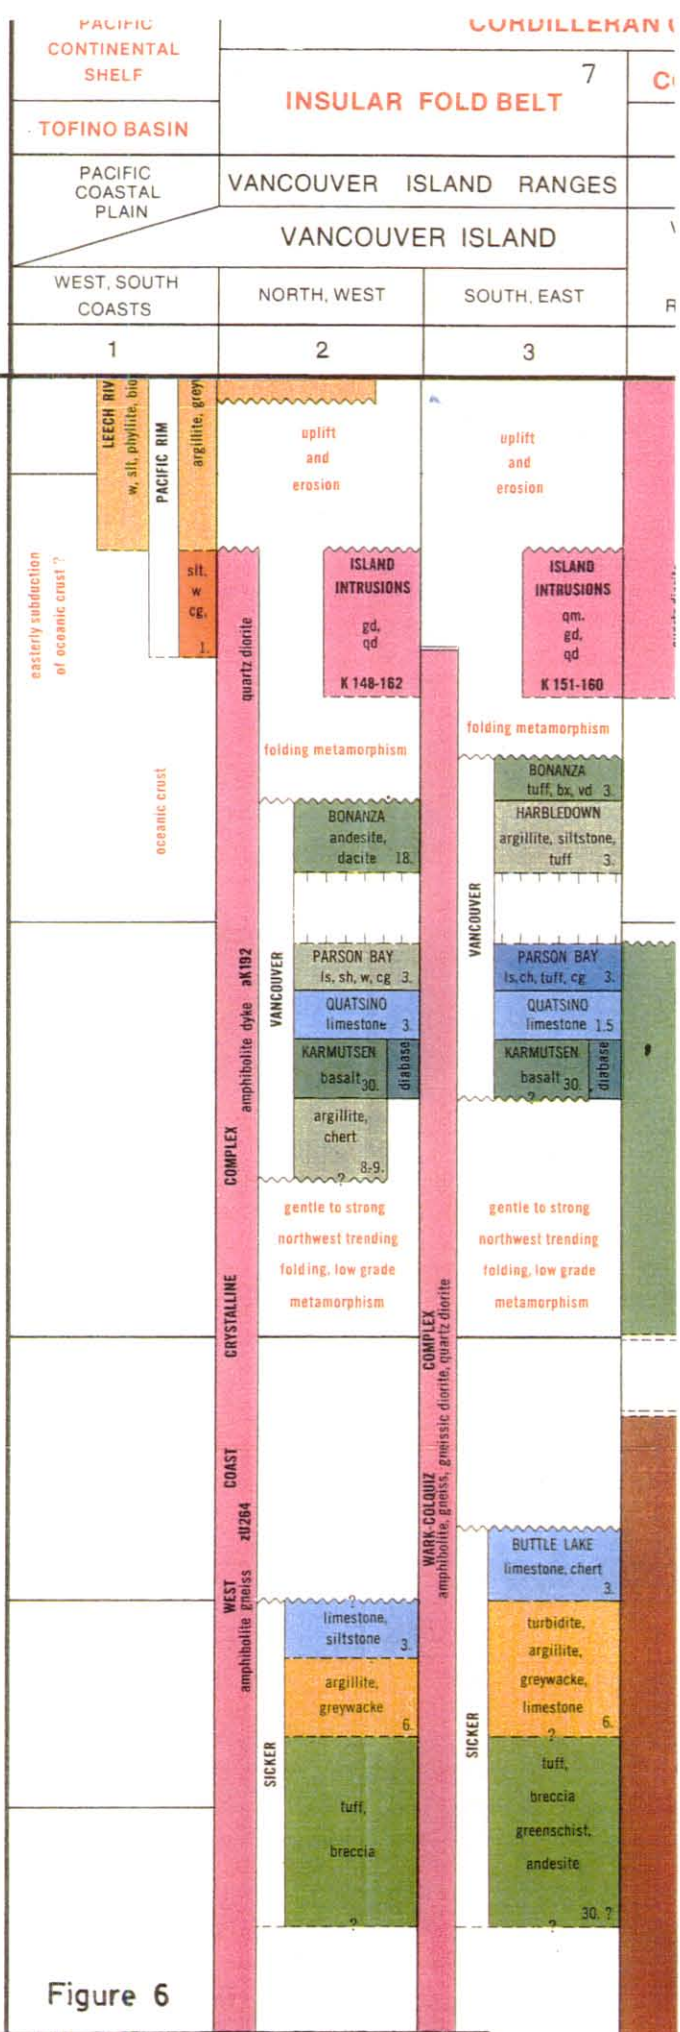 PACIFIC
CONTINENTAL
SHELF
TOFINO BASIN
PACIFIC
COASTAL
PLAIN
CORDILLERAN
INSULAR FOLD BELT
7
VANCOUVER ISLAND RANGES
VANCOUVER ISLAND
WEST, SOUTH
COASTS
NORTH, WEST
SOUTH, EAST
1
2
3
LEECH RIV
w, slt, phyllite, bio
PACIFIC RIM
argillite, grey
slt,
w
cg,
1.
easterly subduction
of oceanic crust ?
oceanic crust
uplift
and
erosion
quartz diorite
amphibolite dyke aK192
WEST COAST CRYSTALLINE COMPLEX
amphibolite gneiss zU264
ISLAND
INTRUSIONS
gd,
qd
K 148-162
folding metamorphism
VANCOUVER
BONANZA
andesite,
dacite 18.
PARSON BAY
ls, sh, w, cg 3.
QUATSINO
limestone 3.
KARMUTSEN
basalt 30.
diabase
argillite,
chert
8-9.
?
gentle to strong
northwest trending
folding, low grade
metamorphism
?
SICKER
limestone,
siltstone 3.
argillite,
greywacke
6.
tuff,
breccia
?
WARK-COLQUIZ COMPLEX
amphibolite, gneiss, gneissic diorite, quartz diorite
uplift
and
erosion
ISLAND
INTRUSIONS
qm.
gd,
qd
K 151-160
folding metamorphism
VANCOUVER
BONANZA
tuff, bx, vd 3.
HARBLEDOWN
argillite, siltstone,
tuff 3.
PARSON BAY
ls, ch, tuff, cg 3.
QUATSINO
limestone 1.5
KARMUTSEN
basalt 30.
diabase
?
gentle to strong
northwest trending
folding, low grade
metamorphism
SICKER
BUTTLE LAKE
limestone, chert
3.
turbidite,
argillite,
greywacke,
limestone
6.
?
tuff,
breccia
greenschist,
andesite
30. ?
?
Figure 6